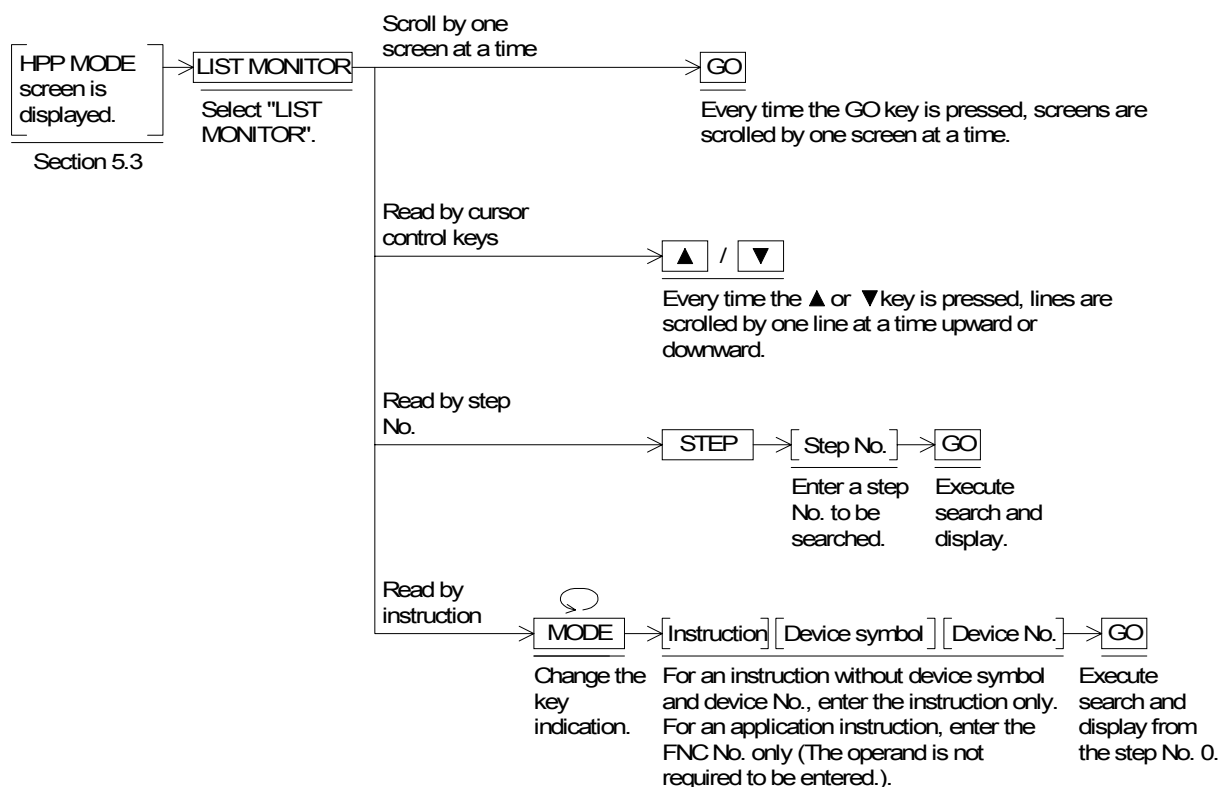 HPP MODE
screen is
displayed.
Section 5.3
LIST MONITOR
Select "LIST
MONITOR".
Scroll by one
screen at a time
GO
Every time the GO key is pressed, screens are
scrolled by one screen at a time.
Read by cursor
control keys
▲ / ▼
Every time the ▲ or ▼ key is pressed, lines are
scrolled by one line at a time upward or
downward.
Read by step
No.
STEP
Step No.
GO
Enter a step
No. to be
searched.
Execute
search and
display.
Read by
instruction
MODE
Change the
key
indication.
[Instruction] [Device symbol] [Device No.]
For an instruction without device symbol
and device No., enter the instruction only.
For an application instruction, enter the
FNC No. only (The operand is not
required to be entered.).
GO
Execute
search and
display from
the step No. 0.